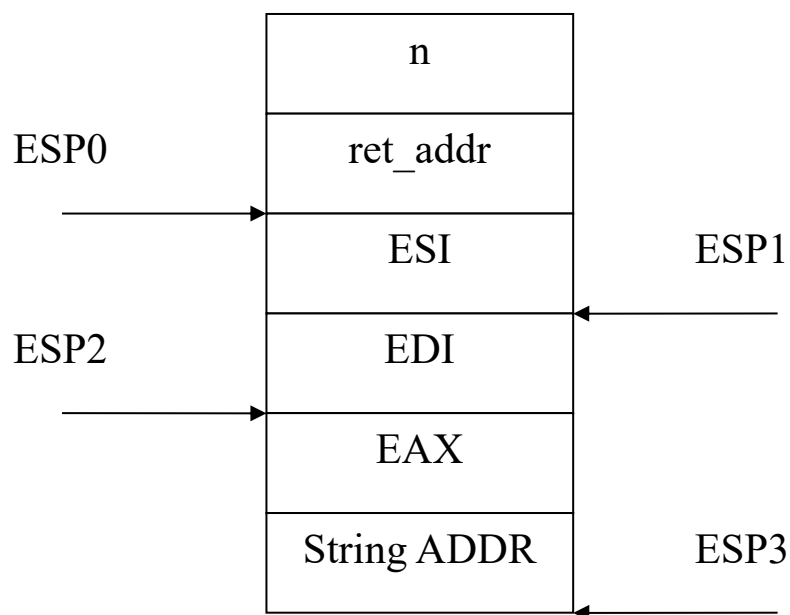 n
ESP0
ret_addr
ESI
ESP1
ESP2
EDI
EAX
String ADDR
ESP3